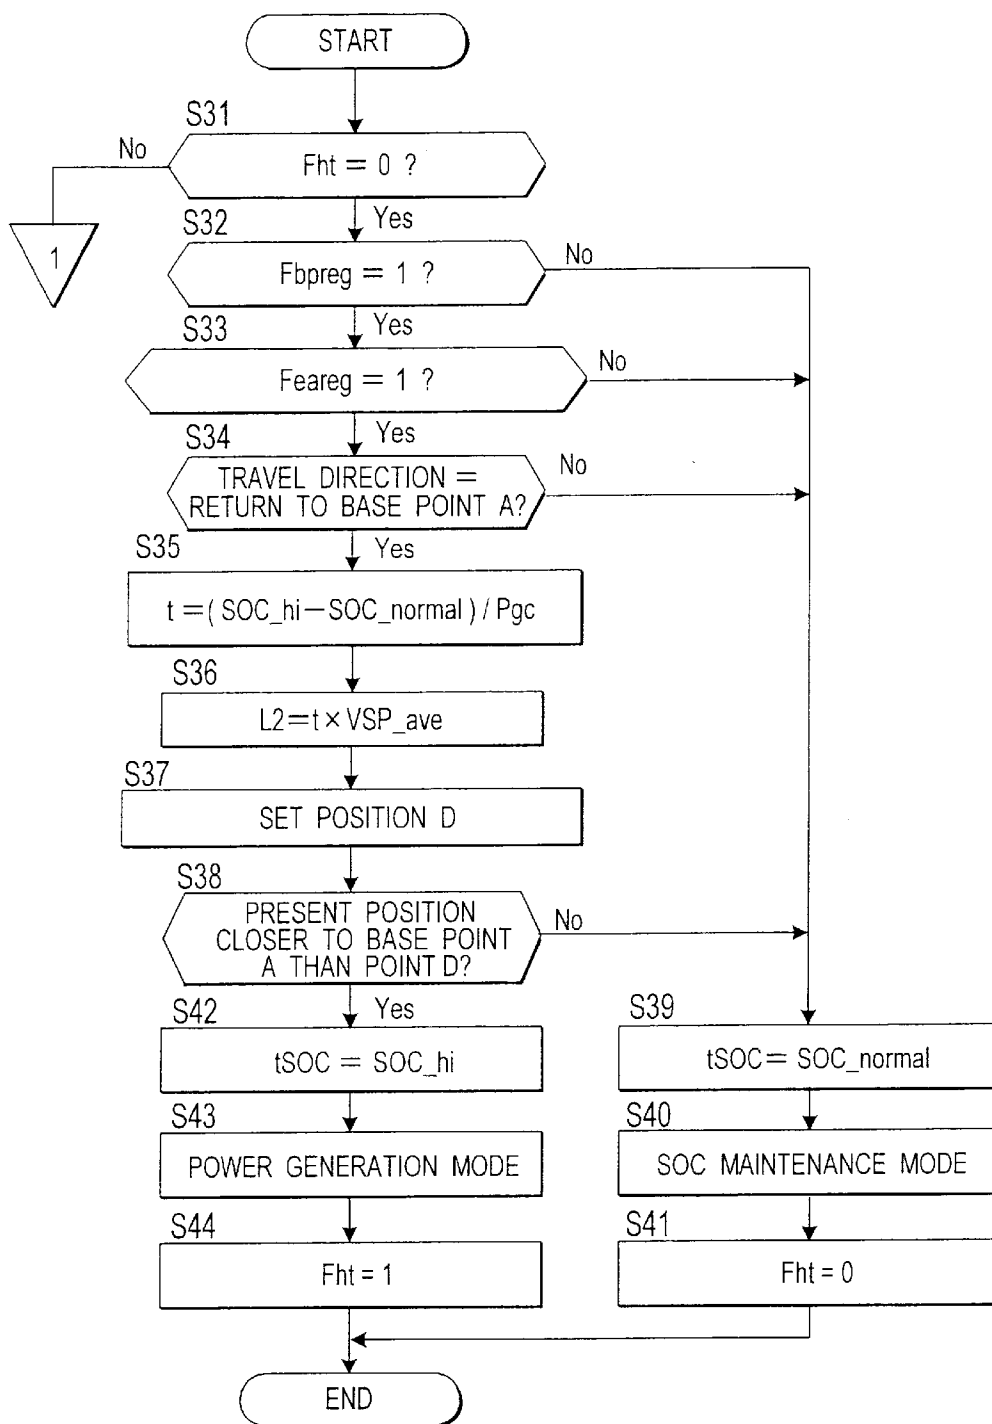 START
S31
No
Fht = 0 ?
1
Yes
S32
No
Fbpreg = 1 ?
Yes
S33
No
Feareg = 1 ?
Yes
S34
No
TRAVEL DIRECTION =
RETURN TO BASE POINT A?
Yes
S35
t = ( SOC_hi − SOC_normal ) / Pgc
S36
L2 = t × VSP_ave
S37
SET POSITION D
S38
PRESENT POSITION
CLOSER TO BASE POINT
A THAN POINT D?
No
Yes
S42
tSOC = SOC_hi
S43
POWER GENERATION MODE
S44
Fht = 1
S39
tSOC = SOC_normal
S40
SOC MAINTENANCE MODE
S41
Fht = 0
END